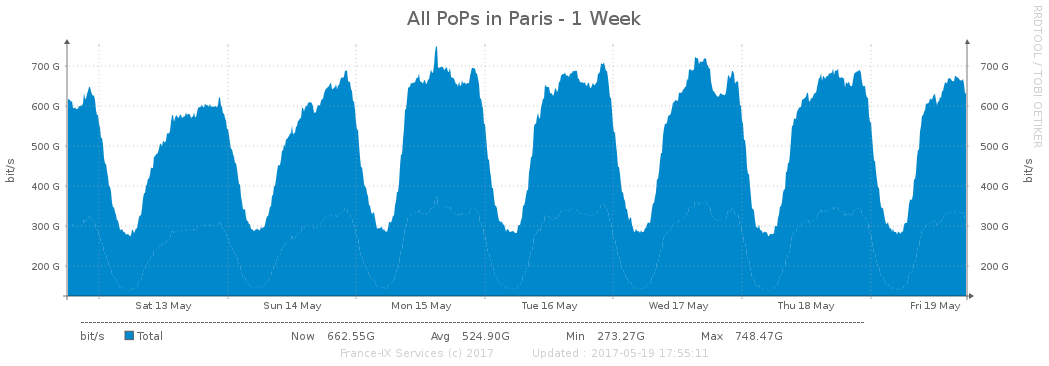 All PoPs in Paris - 1 Week
RRDTOOL / TOBI OETIKER
700 G 700 G
600 G 600 G
500 G 500 G
bit/s bit/s
400 G 400 G
300 G 300 G
200 G 200 G
Sat 13 May Sun 14 May Mon 15 May Tue 16 May Wed 17 May Thu 18 May Fri 19 May
bit/s Total Now 662.55G Avg 524.90G Min 273.27G Max 748.47G
France-IX Services (c) 2017 Updated : 2017-05-19 17:55:11